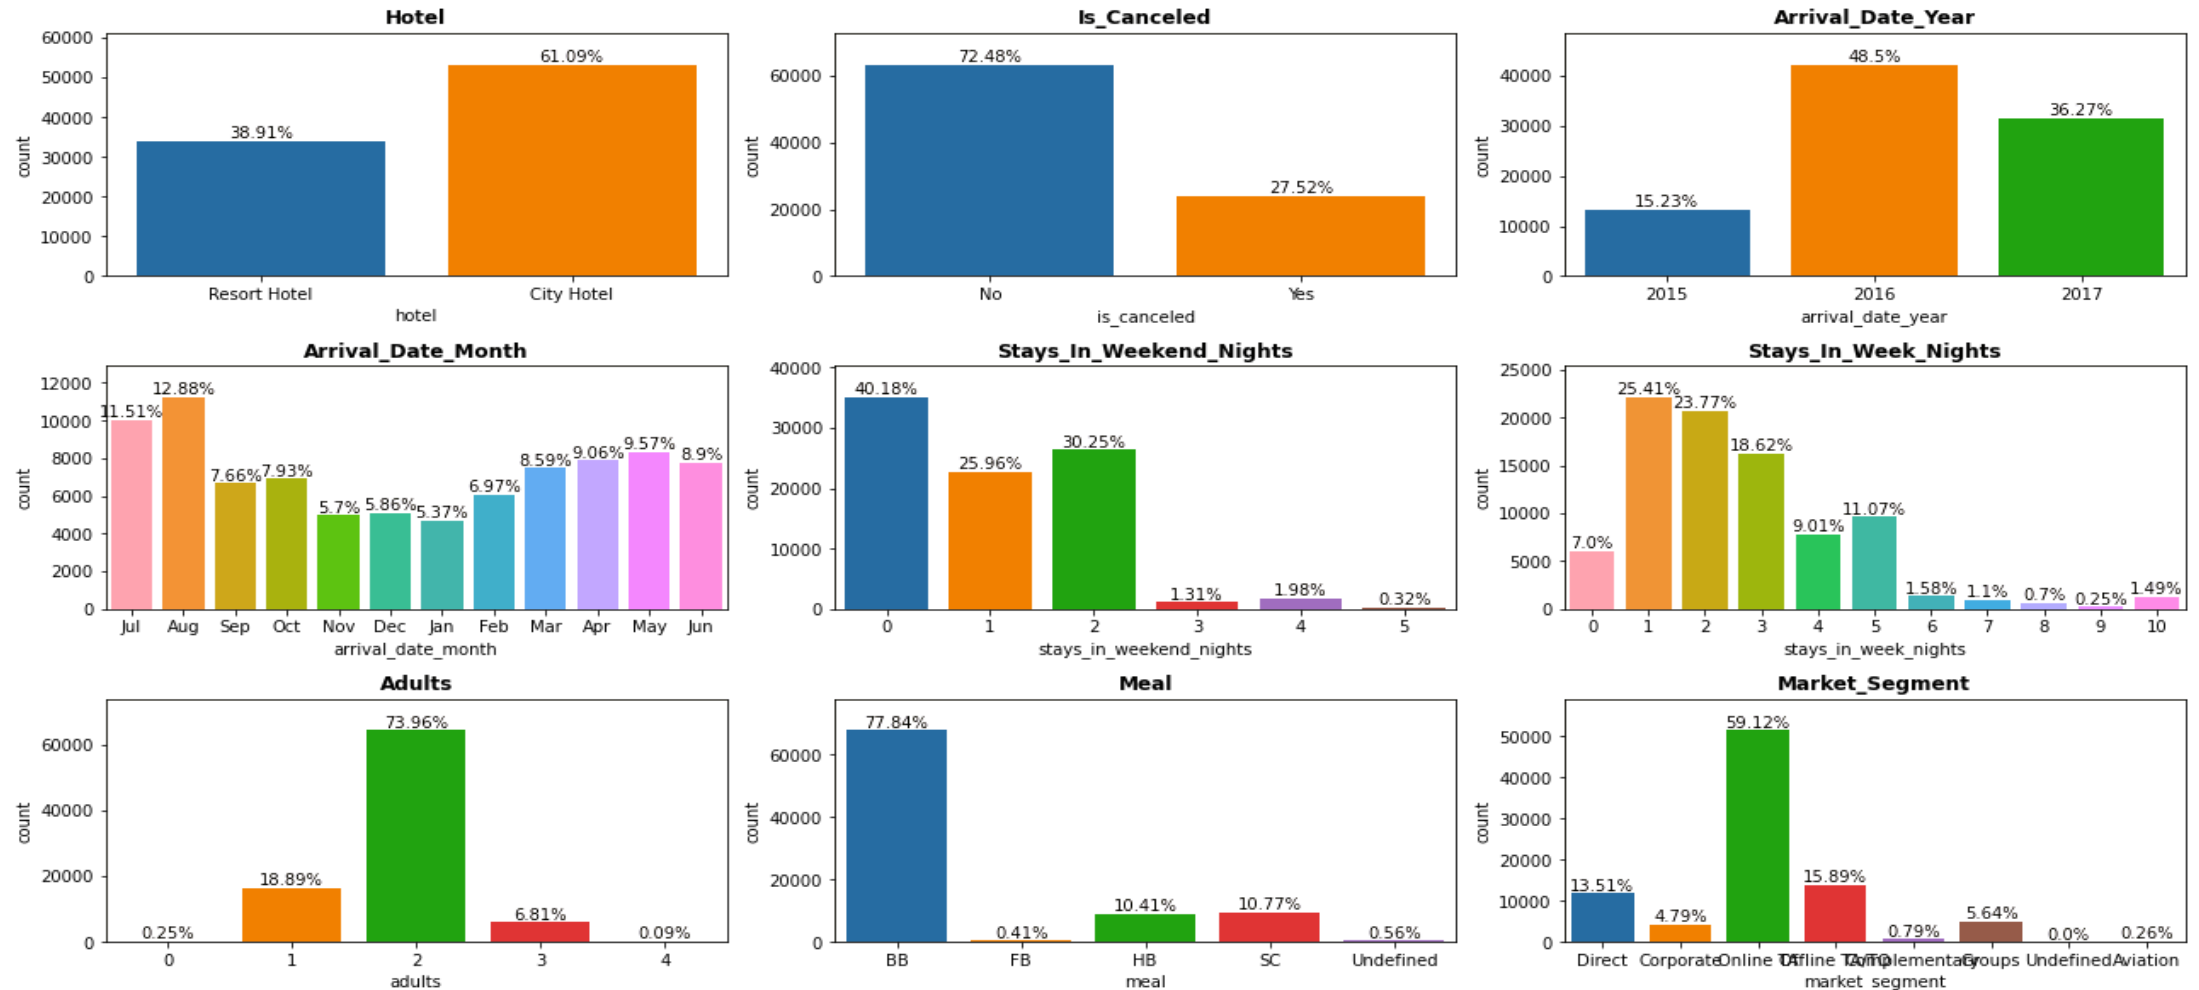 Hotel
60000
50000
40000
30000
20000
10000
0
count
38.91%
61.09%
Resort Hotel
City Hotel
hotel
Is_Canceled
60000
40000
20000
0
count
72.48%
27.52%
No
Yes
is_canceled
Arrival_Date_Year
40000
30000
20000
10000
0
count
15.23%
48.5%
36.27%
2015
2016
2017
arrival_date_year
Arrival_Date_Month
12000
10000
8000
6000
4000
2000
0
count
11.51%
12.88%
7.66%
7.93%
5.7%
5.86%
5.37%
6.97%
8.59%
9.06%
9.57%
8.9%
Jul
Aug
Sep
Oct
Nov
Dec
Jan
Feb
Mar
Apr
May
Jun
arrival_date_month
Stays_In_Weekend_Nights
40000
30000
20000
10000
0
count
40.18%
25.96%
30.25%
1.31%
1.98%
0.32%
0
1
2
3
4
5
stays_in_weekend_nights
Stays_In_Week_Nights
25000
20000
15000
10000
5000
0
count
7.0%
25.41%
23.77%
18.62%
9.01%
11.07%
1.58%
1.1%
0.7%
0.25%
1.49%
0
1
2
3
4
5
6
7
8
9
10
stays_in_week_nights
Adults
60000
40000
20000
0
count
0.25%
18.89%
73.96%
6.81%
0.09%
0
1
2
3
4
adults
Meal
60000
40000
20000
0
count
77.84%
0.41%
10.41%
10.77%
0.56%
BB
FB
HB
SC
Undefined
meal
Market_Segment
50000
40000
30000
20000
10000
0
count
13.51%
4.79%
59.12%
15.89%
0.79%
5.64%
0.0%
0.26%
Direct
Corporate
Online TA
Offline TA/TO
Complementary
Groups
Undefined
Aviation
market_segment